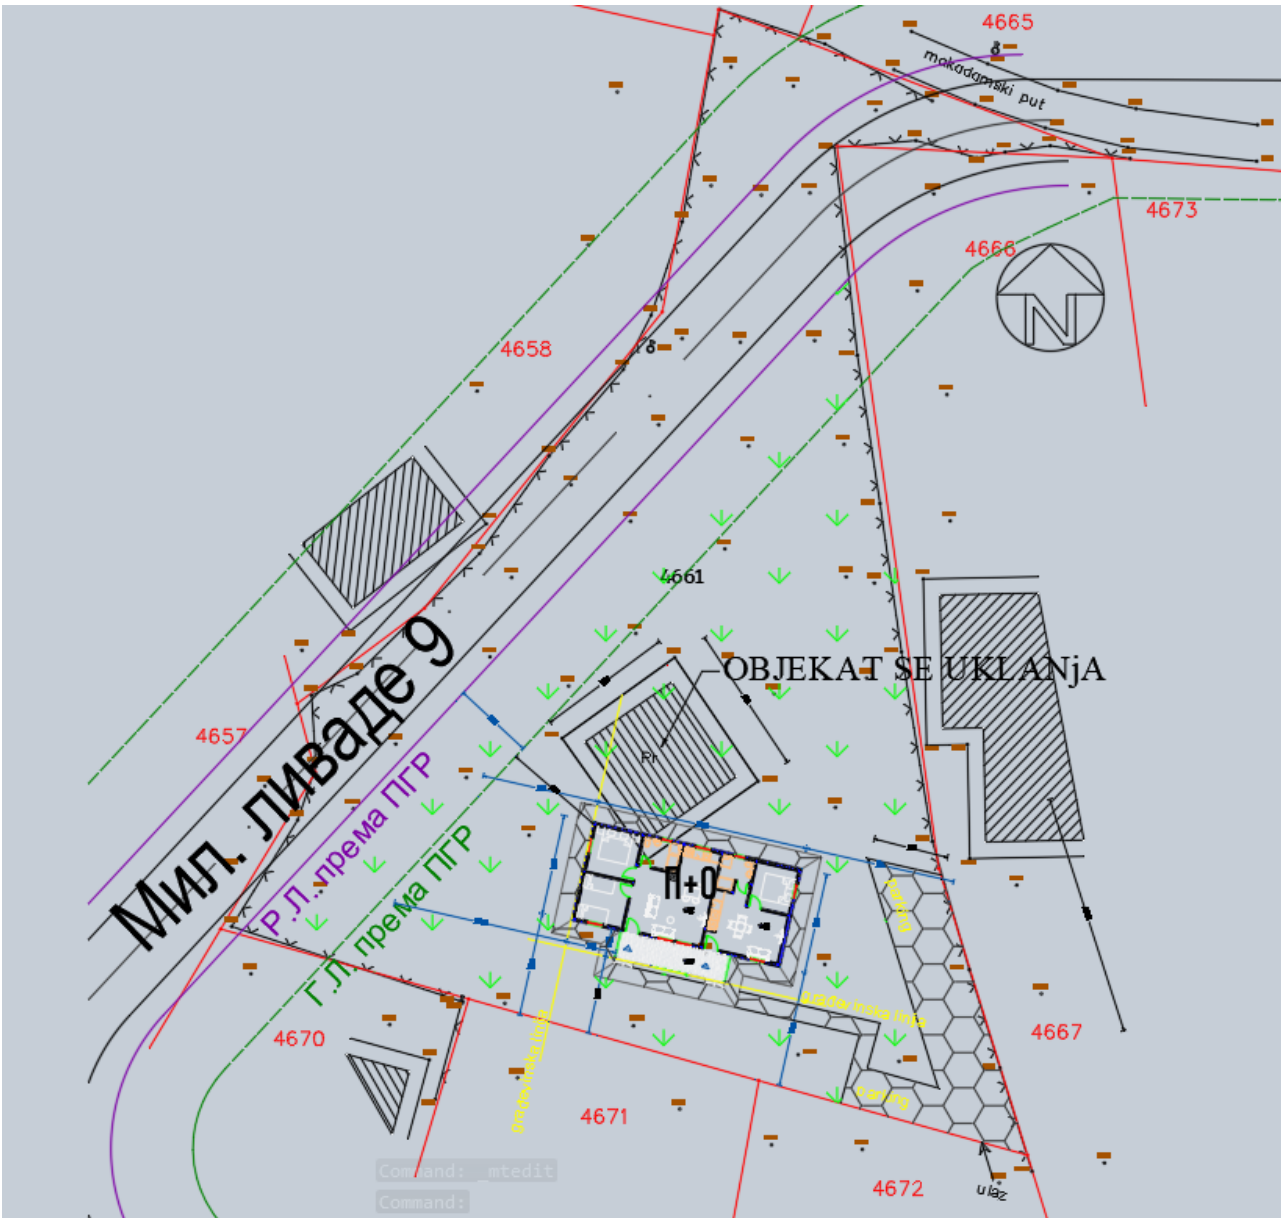 4665
makadamski put
4673
4666
N
4658
4661
OBJEKAT SE UKLANjA
4657
Мил. ливаде 9
Pr
Р.Л. према ПГР
П+0
Г.Л. према ПГР
parking
građevinska linija
građevinska linija
4670
4667
parking
4671
4672
ulaz
Command: _mtedit
Command: